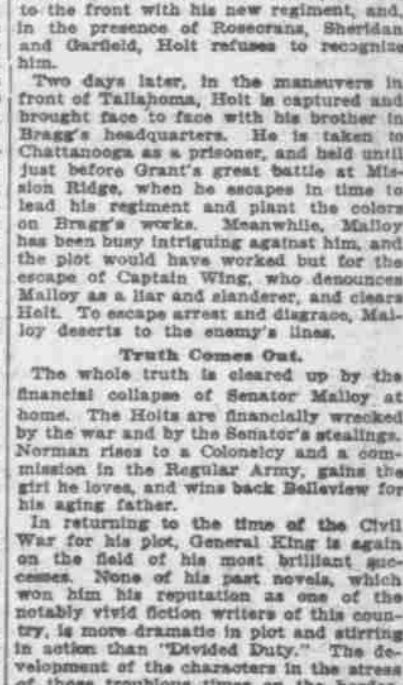 to the front with his new regiment, and,
in the presence of Rosecrans, Sheridan
and Garfield, Holt refuses to recognize
him.
Two days later, in the maneuvers in
front of Tallahoma, Holt is captured and
brought face to face with his brother in
Bragg's headquarters. He is taken to
Chattanooga as a prisoner, and held until
just before Grant's great battle at Mis-
sion Ridge, when he escapes in time to
lead his regiment and plant the colors
on Bragg's works. Meanwhile, Malloy
has been busy intriguing against him, and
the plot would have worked but for the
escape of Captain Wing, who denounces
Malloy as a liar and slanderer, and clears
Holt. To escape arrest and disgrace, Mal-
loy deserts to the enemy's lines.
Truth Comes Out.
The whole truth is cleared up by the
financial collapse of Senator Malloy at
home. The Holts are financially wrecked
by the war and by the Senator's stealings.
Norman rises to a Colonelcy and a com-
mission in the Regular Army, gains the
girl he loves, and wins back Belleview for
his aging father.
In returning to the time of the Civil
War for his plot, General King is again
on the field of his most brilliant suc-
cesses. None of his past novels, which
won him his reputation as one of the
notably vivid fiction writers of this coun-
try, is more dramatic in plot and stirring
in action than "Divided Duty." The de-
velopment of the characters in the stress
of these troublous times on the border